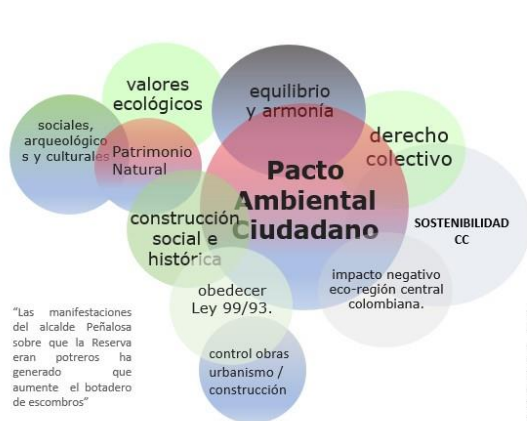 valores
ecológicos
equilibrio
y armonía
sociales,
arqueológico
s y culturales
Patrimonio
Natural
derecho
colectivo
Pacto
Ambiental
Ciudadano
construcción
social e
histórica
SOSTENIBILIDAD
CC
obedecer
Ley 99/93.
impacto negativo
eco-región central
colombiana.
control obras
urbanismo /
construcción
"Las manifestaciones
del alcalde Peñalosa
sobre que la Reserva
eran potreros ha
generado que
aumente el botadero
de escombros"